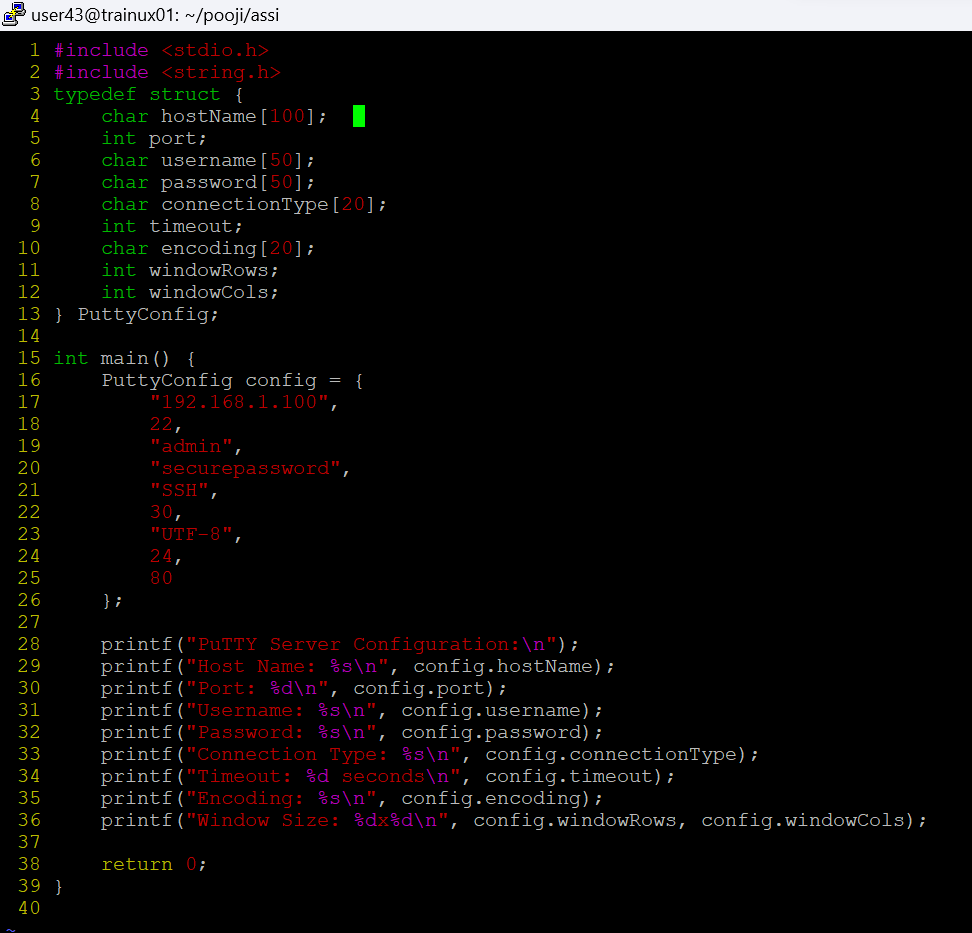 user43@trainux01: ~/pooji/assi
1 #include <stdio.h>
2 #include <string.h>
3 typedef struct {
4     char hostName[100];
5     int port;
6     char username[50];
7     char password[50];
8     char connectionType[20];
9     int timeout;
10     char encoding[20];
11     int windowRows;
12     int windowCols;
13 } PuttyConfig;
14
15 int main() {
16     PuttyConfig config = {
17         "192.168.1.100",
18         22,
19         "admin",
20         "securepassword",
21         "SSH",
22         30,
23         "UTF-8",
24         24,
25         80
26     };
27
28     printf("PuTTY Server Configuration:\n");
29     printf("Host Name: %s\n", config.hostName);
30     printf("Port: %d\n", config.port);
31     printf("Username: %s\n", config.username);
32     printf("Password: %s\n", config.password);
33     printf("Connection Type: %s\n", config.connectionType);
34     printf("Timeout: %d seconds\n", config.timeout);
35     printf("Encoding: %s\n", config.encoding);
36     printf("Window Size: %dx%d\n", config.windowRows, config.windowCols);
37
38     return 0;
39 }
40
~